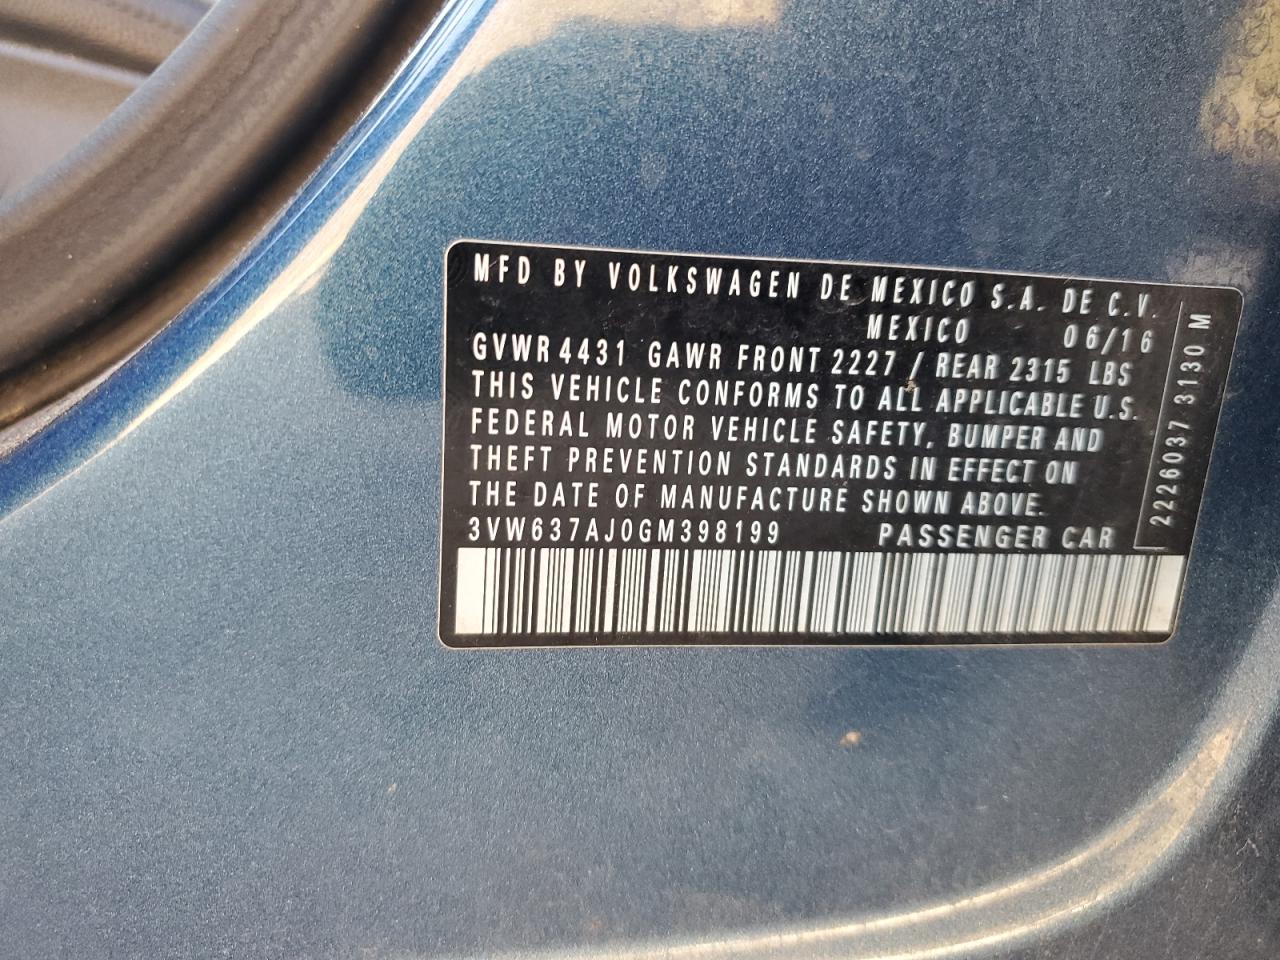 MFD BY VOLKSWAGEN DE MEXICO S.A. DE C.V.
MEXICO 06/16
GVWR 4431 GAWR FRONT 2227 / REAR 2315 LBS
THIS VEHICLE CONFORMS TO ALL APPLICABLE U.S.
FEDERAL MOTOR VEHICLE SAFETY, BUMPER AND
THEFT PREVENTION STANDARDS IN EFFECT ON
THE DATE OF MANUFACTURE SHOWN ABOVE.
3VW637AJ0GM398199 PASSENGER CAR
2226037 3130 M